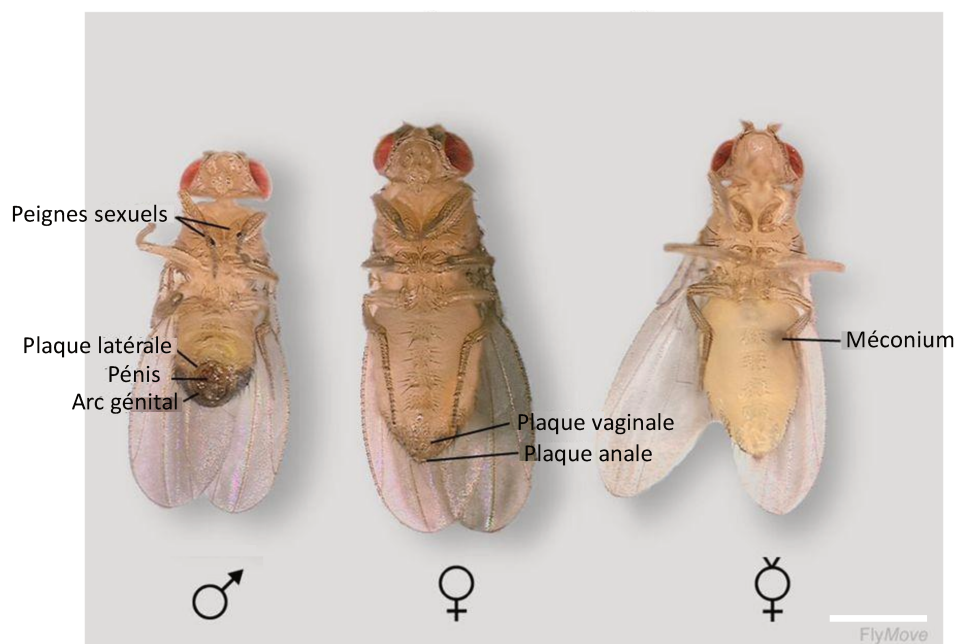 Peignes sexuels
Plaque latérale
Pénis
Arc génital
Plaque vaginale
Plaque anale
Méconium
FlyMove